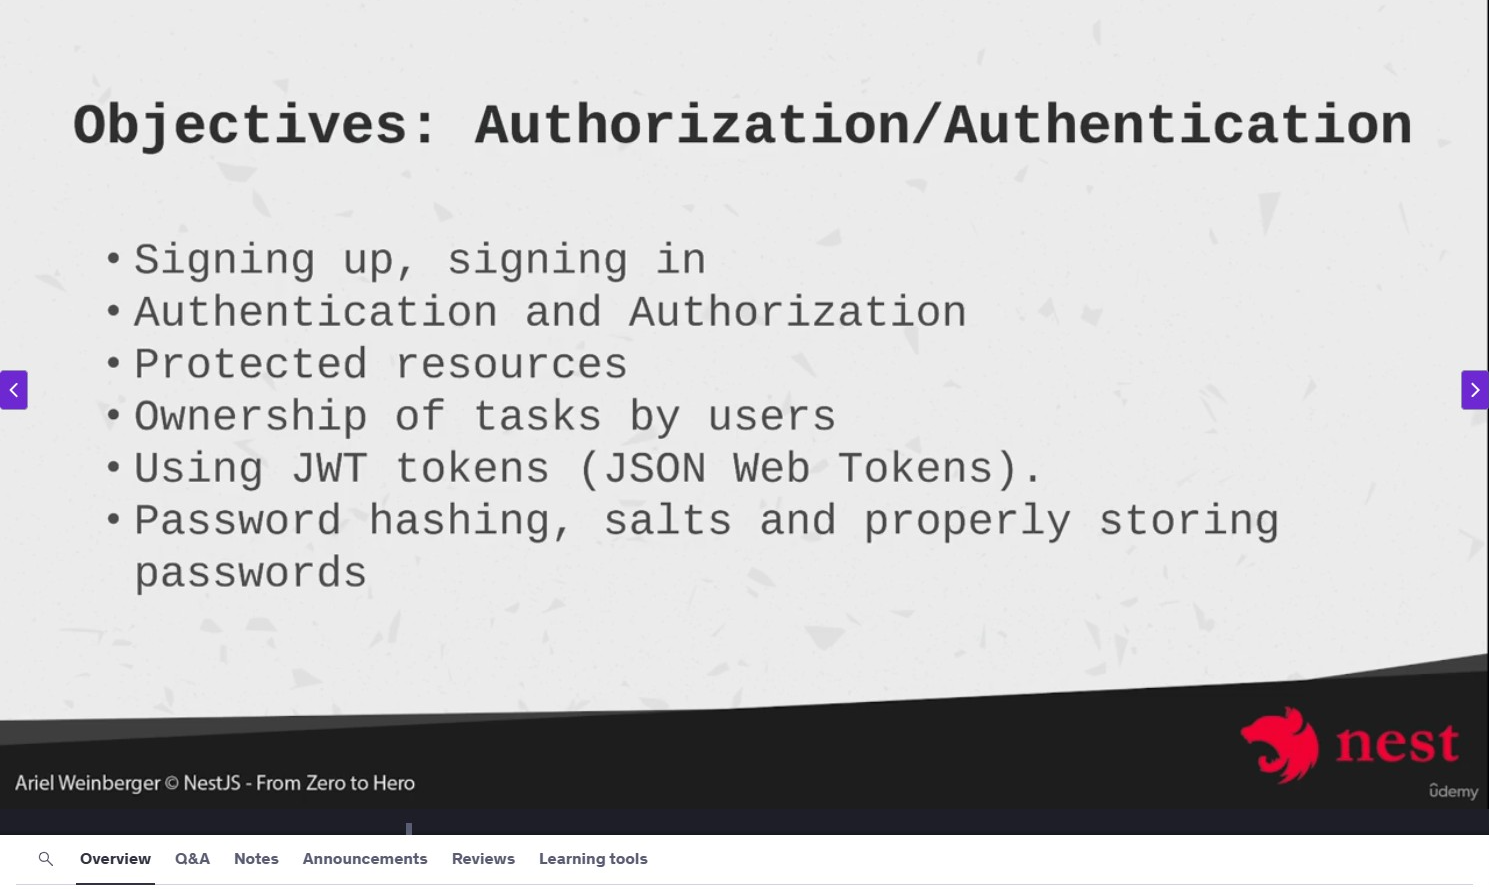 Objectives: Authorization/Authentication
• Signing up, signing in
• Authentication and Authorization
• Protected resources
• Ownership of tasks by users
• Using JWT tokens (JSON Web Tokens).
• Password hashing, salts and properly storing
passwords
nest
Ariel Weinberger © NestJS - From Zero to Hero
ûdemy
Overview Q&A Notes Announcements Reviews Learning tools